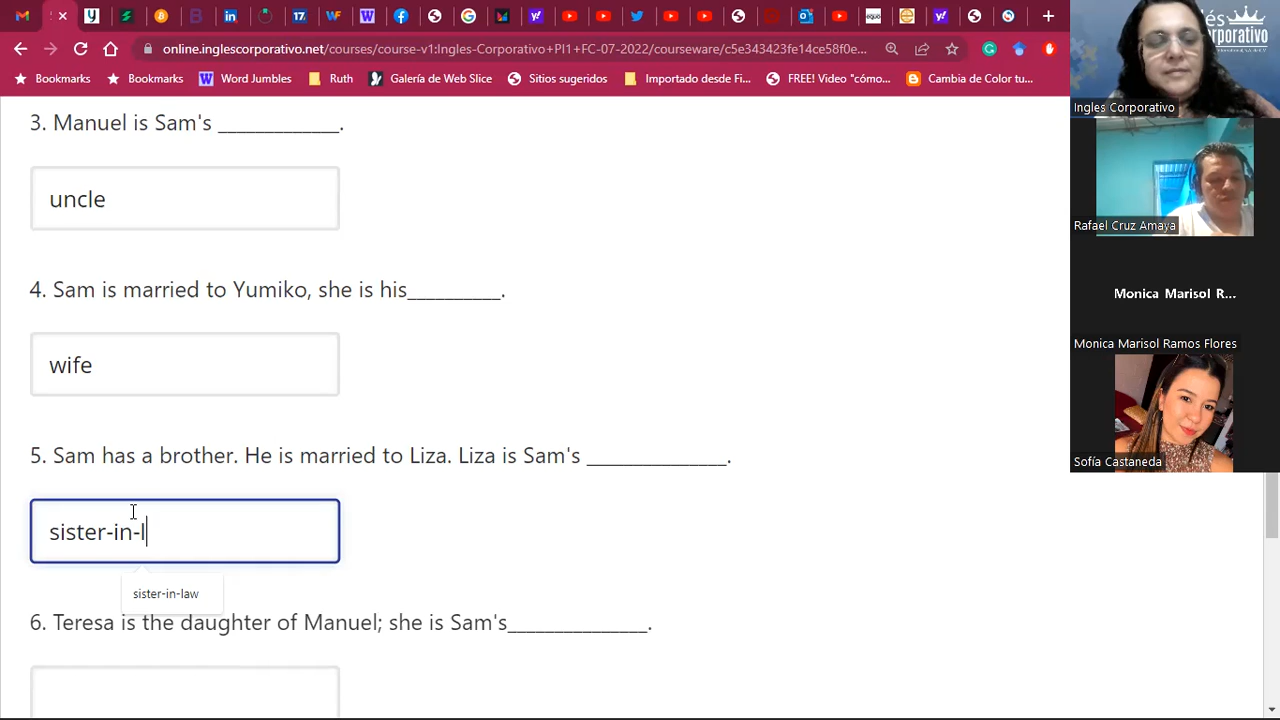 online.inglescorporativo.net/courses/course-v1:Ingles-Corporativo+PI1+FC-07-2022/courseware/c5e343423fe14ce58f0e...
Bookmarks Bookmarks Word Jumbles Ruth Galería de Web Slice Sitios sugeridos Importado desde Fi... FREE! Video "cómo... Cambia de Color tu...
3. Manuel is Sam's _____________.
uncle
4. Sam is married to Yumiko, she is his__________.
wife
5. Sam has a brother. He is married to Liza. Liza is Sam's _______________.
sister-in-l
sister-in-law
6. Teresa is the daughter of Manuel; she is Sam's_______________.
Ingles Corporativo
Rafael Cruz Amaya
Monica Marisol R...
Monica Marisol Ramos Flores
Sofía Castaneda